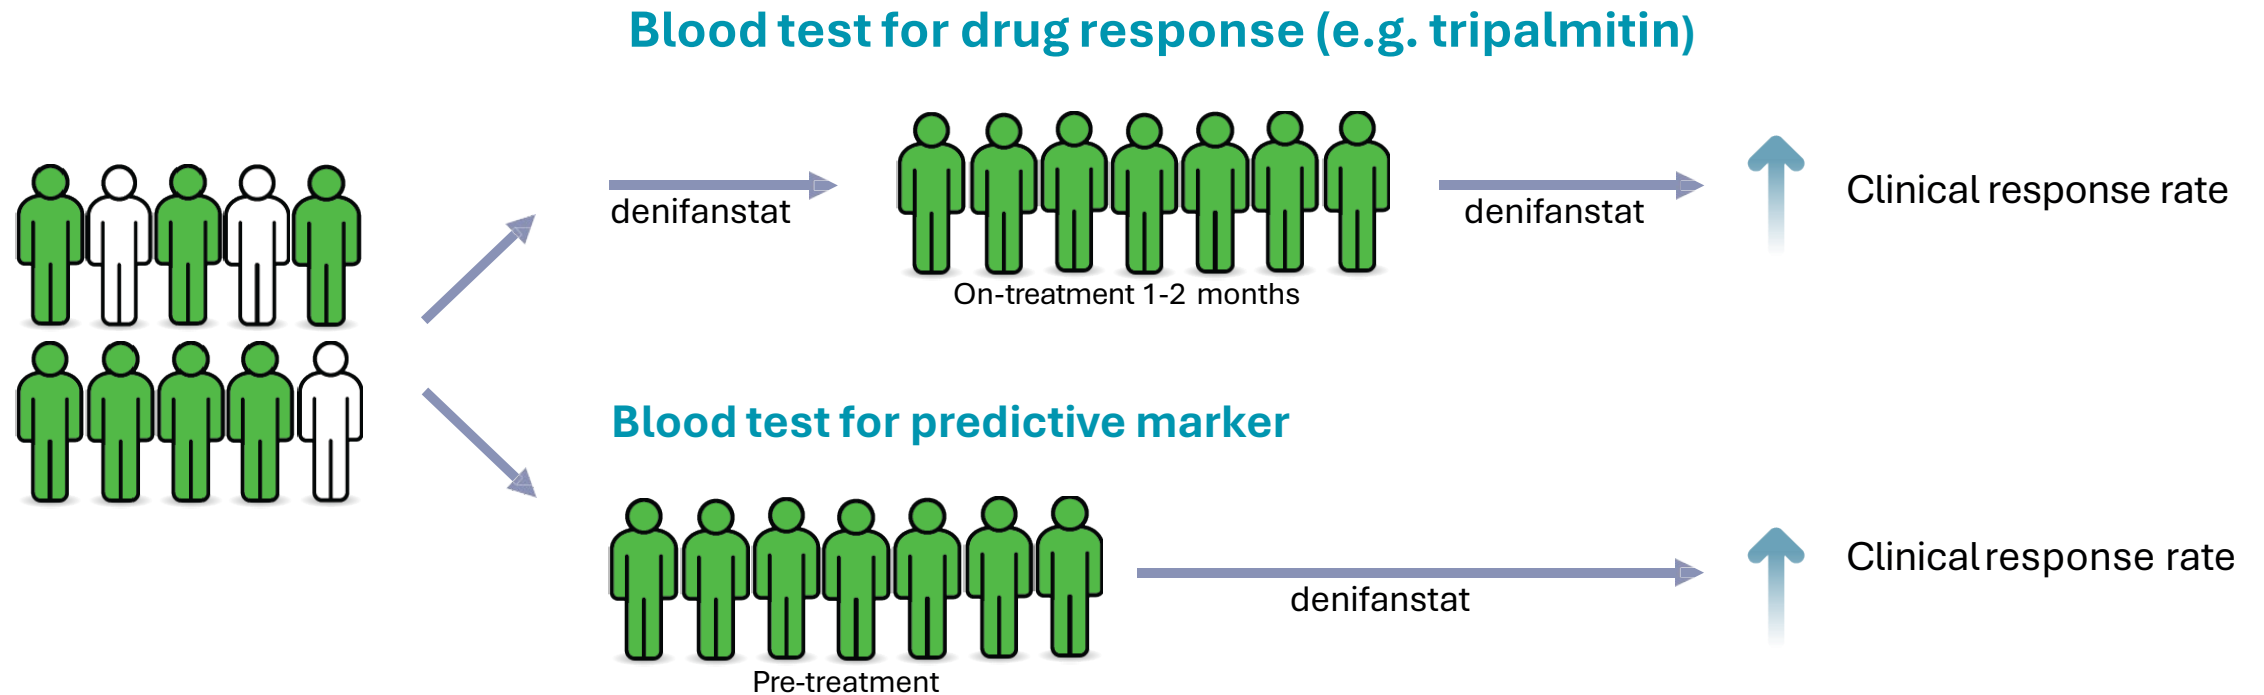 Blood test for drug response (e.g. tripalmitin)
denifanstat
On-treatment 1-2 months
denifanstat
Clinical response rate
Blood test for predictive marker
Pre-treatment
denifanstat
Clinical response rate